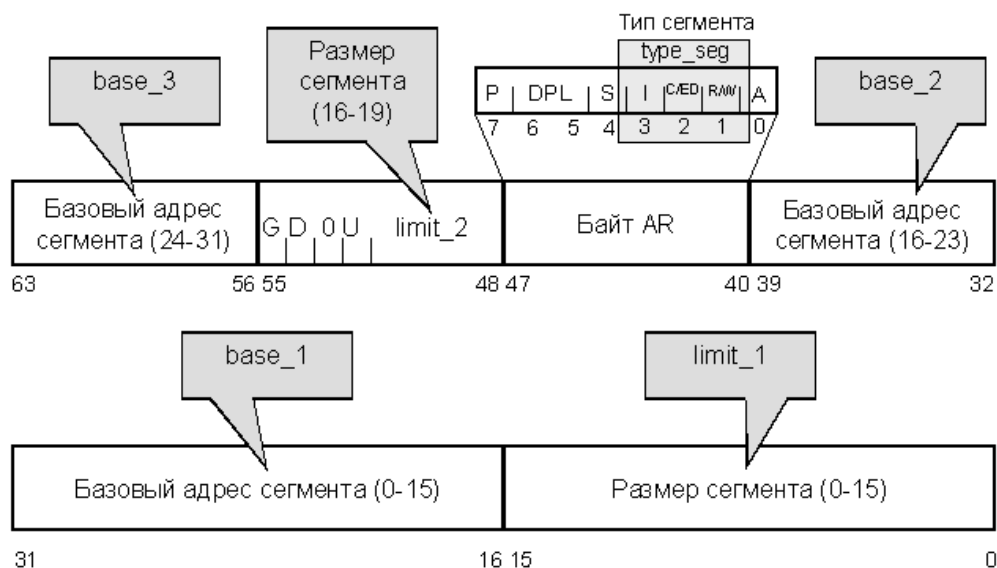 Тип сегмента
type_seg
base_3
Размер
сегмента
(16-19)
base_2
P DPL S I C/ED R/W A
7 6 5 4 3 2 1 0
Базовый адрес
сегмента (24-31)
G D 0 U limit_2
Байт AR
Базовый адрес
сегмента (16-23)
63 56 55 48 47 40 39 32
base_1
limit_1
Базовый адрес сегмента (0-15)
Размер сегмента (0-15)
31 16 15 0